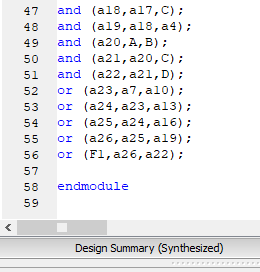 47 and (a18,a17,C);
48 and (a19,a18,a4);
49 and (a20,A,B);
50 and (a21,a20,C);
51 and (a22,a21,D);
52 or (a23,a7,a10);
53 or (a24,a23,a13);
54 or (a25,a24,a16);
55 or (a26,a25,a19);
56 or (F1,a26,a22);
57
58 endmodule
59
Design Summary (Synthesized)